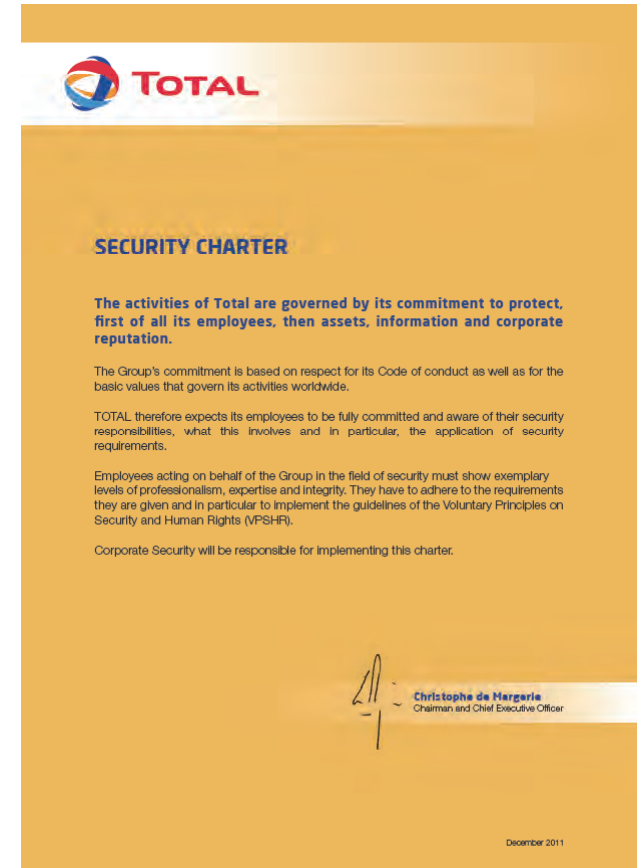 TOTAL
SECURITY CHARTER
The activities of Total are governed by its commitment to protect,
first of all its employees, then assets, information and corporate
reputation.
The Group's commitment is based on respect for its Code of conduct as well as for the
basic values that govern its activities worldwide.
TOTAL therefore expects its employees to be fully committed and aware of their security
responsibilities, what this involves and in particular, the application of security
requirements.
Employees acting on behalf of the Group in the field of security must show exemplary
levels of professionalism, expertise and integrity. They have to adhere to the requirements
they are given and in particular to implement the guidelines of the Voluntary Principles on
Security and Human Rights (VPSHR).
Corporate Security will be responsible for implementing this charter.
Christophe de Margerie
Chairman and Chief Executive Officer
December 2011